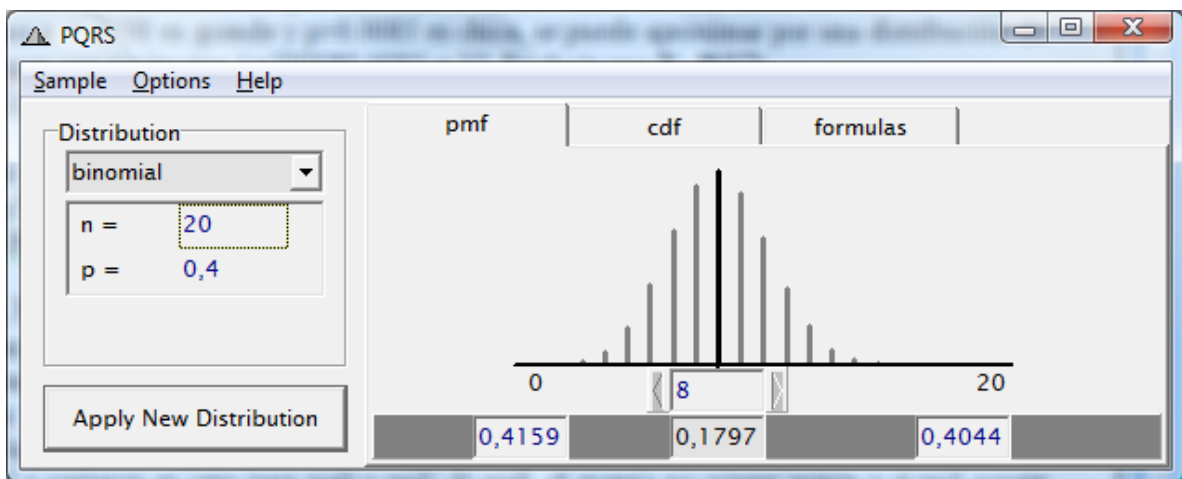 PQRS
Sample Options Help
Distribution
binomial
n = 20
p = 0,4
Apply New Distribution
pmf cdf formulas
0 20
8
0,4159 0,1797 0,4044